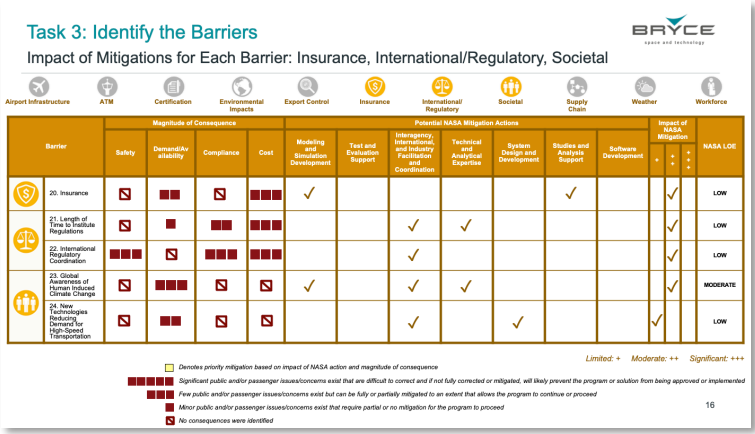 Task 3: Identify the Barriers
BRYCE
space and technology
Impact of Mitigations for Each Barrier: Insurance, International/Regulatory, Societal
Airport Infrastructure
ATM
Certification
Environmental
Impacts
Export Control
Insurance
International/
Regulatory
Societal
Supply
Chain
Weather
Workforce
Barrier
Magnitude of Consequence
Potential NASA Mitigation Actions
Impact of
NASA
Mitigation
NASA LOE
Safety
Demand/Av
ailability
Compliance
Cost
Modeling
and
Simulation
Development
Test and
Evaluation
Support
Interagency,
International,
and Industry
Facilitation
and
Coordination
Technical
and
Analytical
Expertise
System
Design and
Development
Studies and
Analysis
Support
Software
Development
+
+
+
+
+
+
20. Insurance
✓
✓
✓
LOW
21. Length of
Time to Institute
Regulations
✓
✓
✓
LOW
22. International
Regulatory
Coordination
✓
✓
LOW
23. Global
Awareness of
Human Induced
Climate Change
✓
✓
✓
✓
MODERATE
24. New
Technologies
Reducing
Demand for
High-Speed
Transportation
✓
✓
✓
LOW
Limited: + Moderate: ++ Significant: +++
Denotes priority mitigation based on impact of NASA action and magnitude of consequence
Significant public and/or passenger issues/concerns exist that are difficult to correct and if not fully corrected or mitigated, will likely prevent the program or solution from being approved or implemented
Few public and/or passenger issues/concerns exist but can be fully or partially mitigated to an extent that allows the program to continue or proceed
Minor public and/or passenger issues/concerns exist that require partial or no mitigation for the program to proceed
No consequences were identified
16